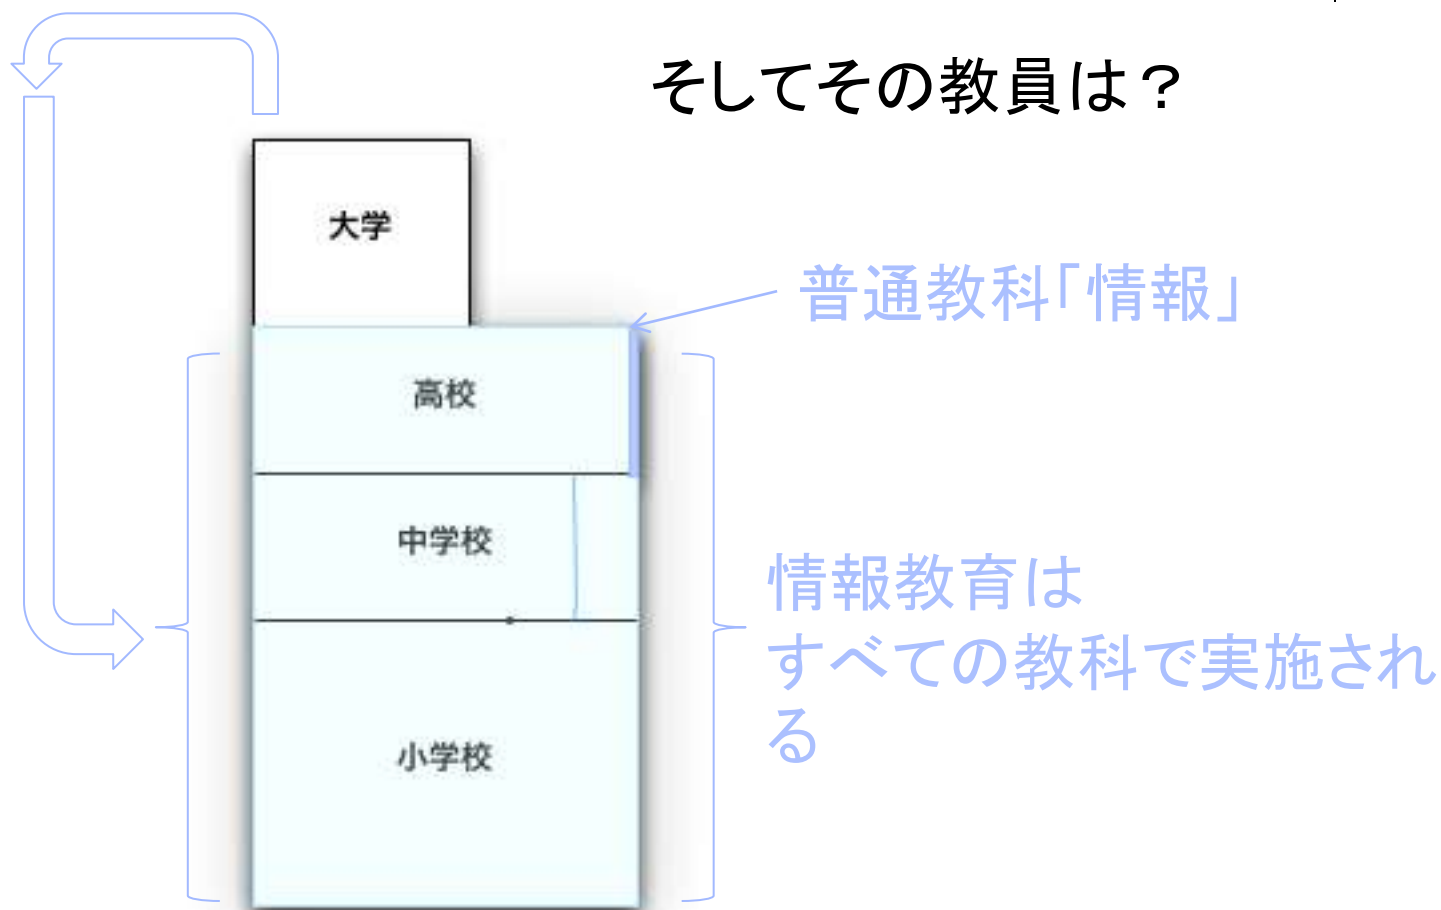 そしてその教員は？
大学
普通教科「情報」
高校
中学校
情報教育は
すべての教科で実施され
る
小学校